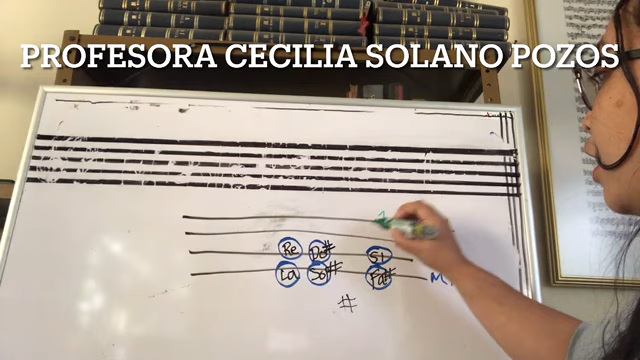 PROFESORA CECILIA SOLANO POZOS
Re Do# Si
La Sol# Fa#
#